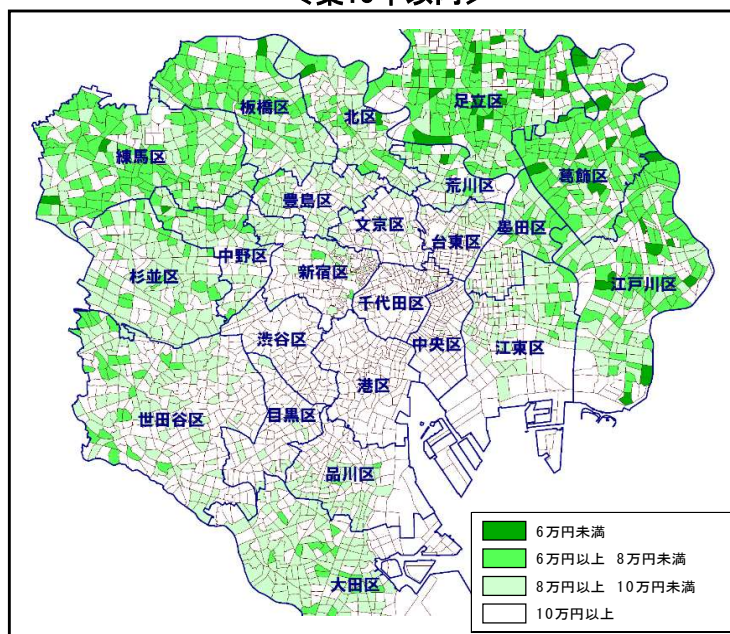 足立区
板橋区
北区
練馬区
葛飾区
荒川区
豊島区
文京区
墨田区
台東区
中野区
杉並区
新宿区
江戸川区
千代田区
渋谷区
中央区
江東区
港区
世田谷区
目黒区
品川区
大田区
6万円未満
6万円以上 8万円未満
8万円以上 10万円未満
10万円以上